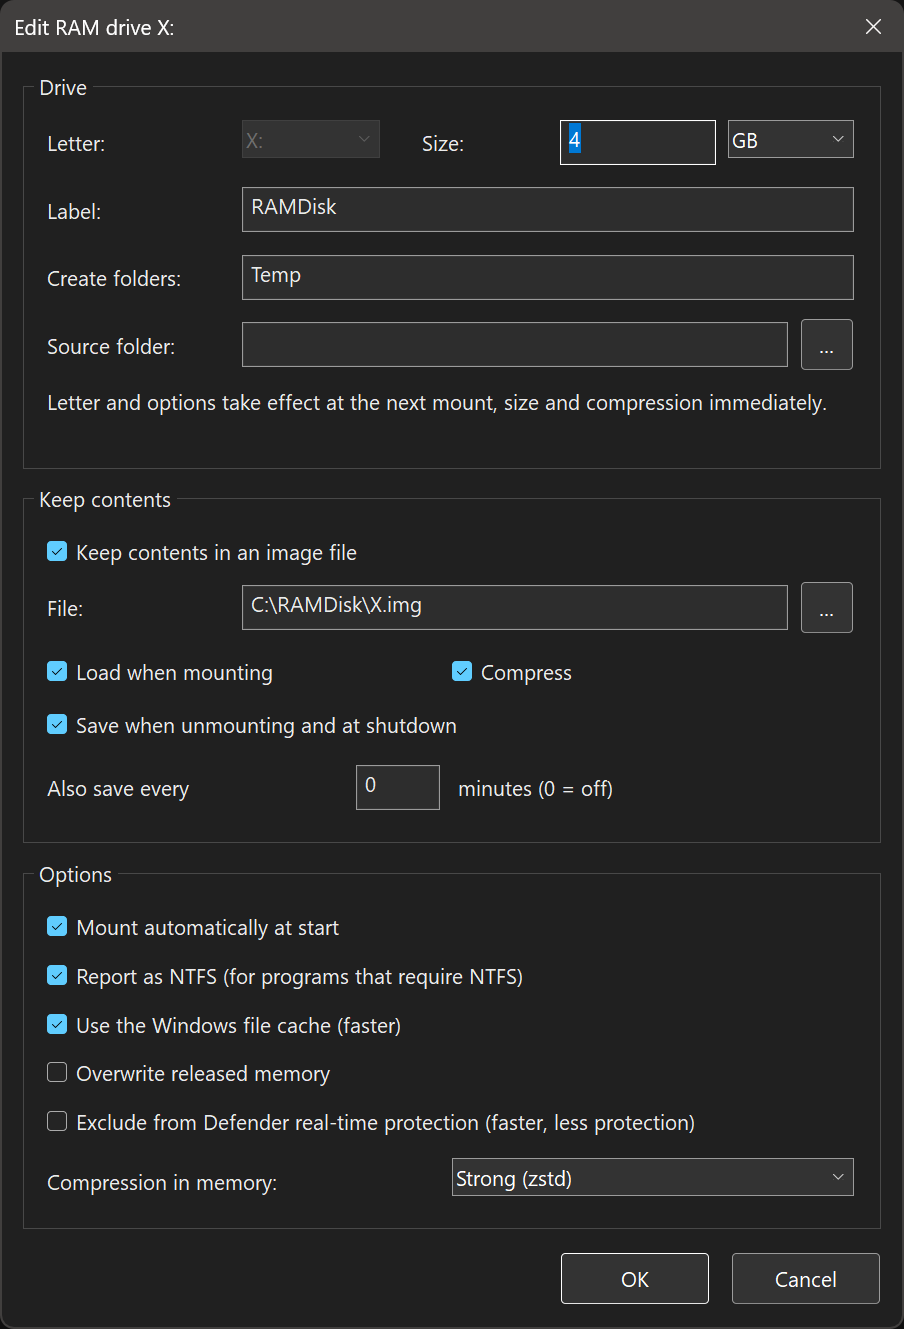 Edit RAM drive X:
Drive
Letter: X: Size: 4 GB
Label: RAMDisk
Create folders: Temp
Source folder: ...
Letter and options take effect at the next mount, size and compression immediately.
Keep contents
Keep contents in an image file
File: C:\RAMDisk\X.img ...
Load when mounting Compress
Save when unmounting and at shutdown
Also save every 0 minutes (0 = off)
Options
Mount automatically at start
Report as NTFS (for programs that require NTFS)
Use the Windows file cache (faster)
Overwrite released memory
Exclude from Defender real-time protection (faster, less protection)
Compression in memory: Strong (zstd)
OK Cancel